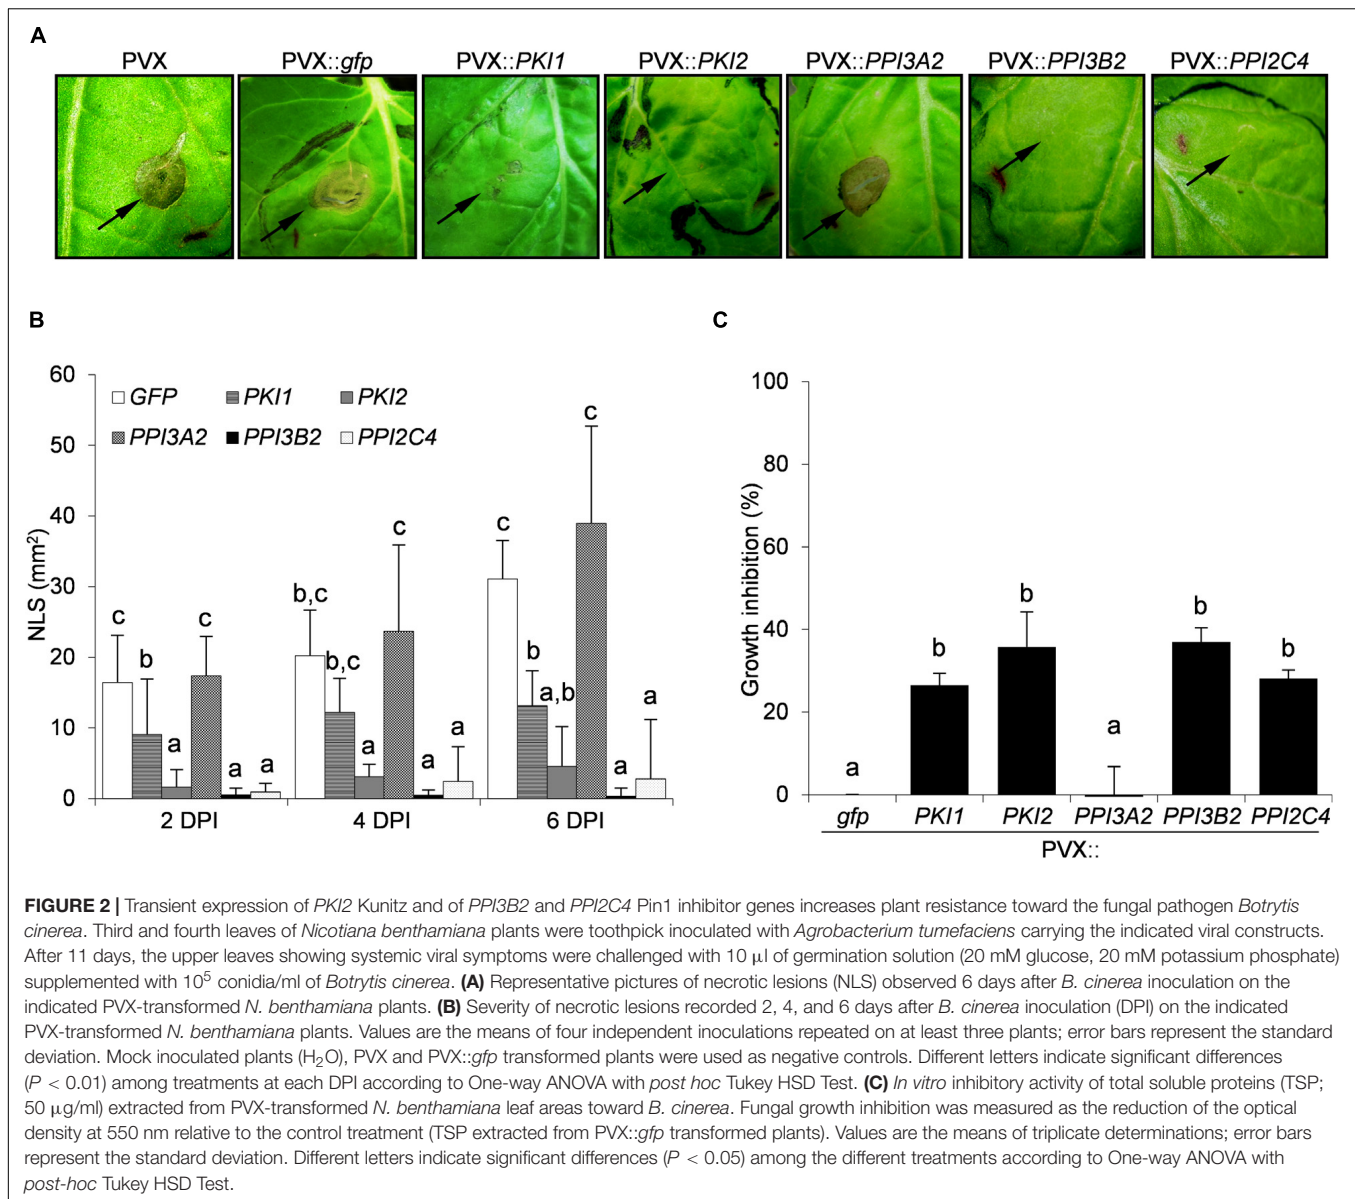 A
PVX PVX::gfp PVX::PKI1 PVX::PKI2 PVX::PPI3A2 PVX::PPI3B2 PVX::PPI2C4
B
60
50
40
30
20
10
0
NLS (mm²)
GFP PKI1 PKI2
PPI3A2 PPI3B2 PPI2C4
c b a c a a
b,c b,c a c a a
c b a,b c a a
2 DPI 4 DPI 6 DPI
C
100
80
60
40
20
0
Growth inhibition (%)
a b b a b b
gfp PKI1 PKI2 PPI3A2 PPI3B2 PPI2C4
PVX::
FIGURE 2 | Transient expression of PKI2 Kunitz and of PPI3B2 and PPI2C4 Pin1 inhibitor genes increases plant resistance toward the fungal pathogen Botrytis
cinerea. Third and fourth leaves of Nicotiana benthamiana plants were toothpick inoculated with Agrobacterium tumefaciens carrying the indicated viral constructs.
After 11 days, the upper leaves showing systemic viral symptoms were challenged with 10 μl of germination solution (20 mM glucose, 20 mM potassium phosphate)
supplemented with 10⁵ conidia/ml of Botrytis cinerea. (A) Representative pictures of necrotic lesions (NLS) observed 6 days after B. cinerea inoculation on the
indicated PVX-transformed N. benthamiana plants. (B) Severity of necrotic lesions recorded 2, 4, and 6 days after B. cinerea inoculation (DPI) on the indicated
PVX-transformed N. benthamiana plants. Values are the means of four independent inoculations repeated on at least three plants; error bars represent the standard
deviation. Mock inoculated plants (H₂O), PVX and PVX::gfp transformed plants were used as negative controls. Different letters indicate significant differences
(P < 0.01) among treatments at each DPI according to One-way ANOVA with post hoc Tukey HSD Test. (C) In vitro inhibitory activity of total soluble proteins (TSP;
50 μg/ml) extracted from PVX-transformed N. benthamiana leaf areas toward B. cinerea. Fungal growth inhibition was measured as the reduction of the optical
density at 550 nm relative to the control treatment (TSP extracted from PVX::gfp transformed plants). Values are the means of triplicate determinations; error bars
represent the standard deviation. Different letters indicate significant differences (P < 0.05) among the different treatments according to One-way ANOVA with
post-hoc Tukey HSD Test.